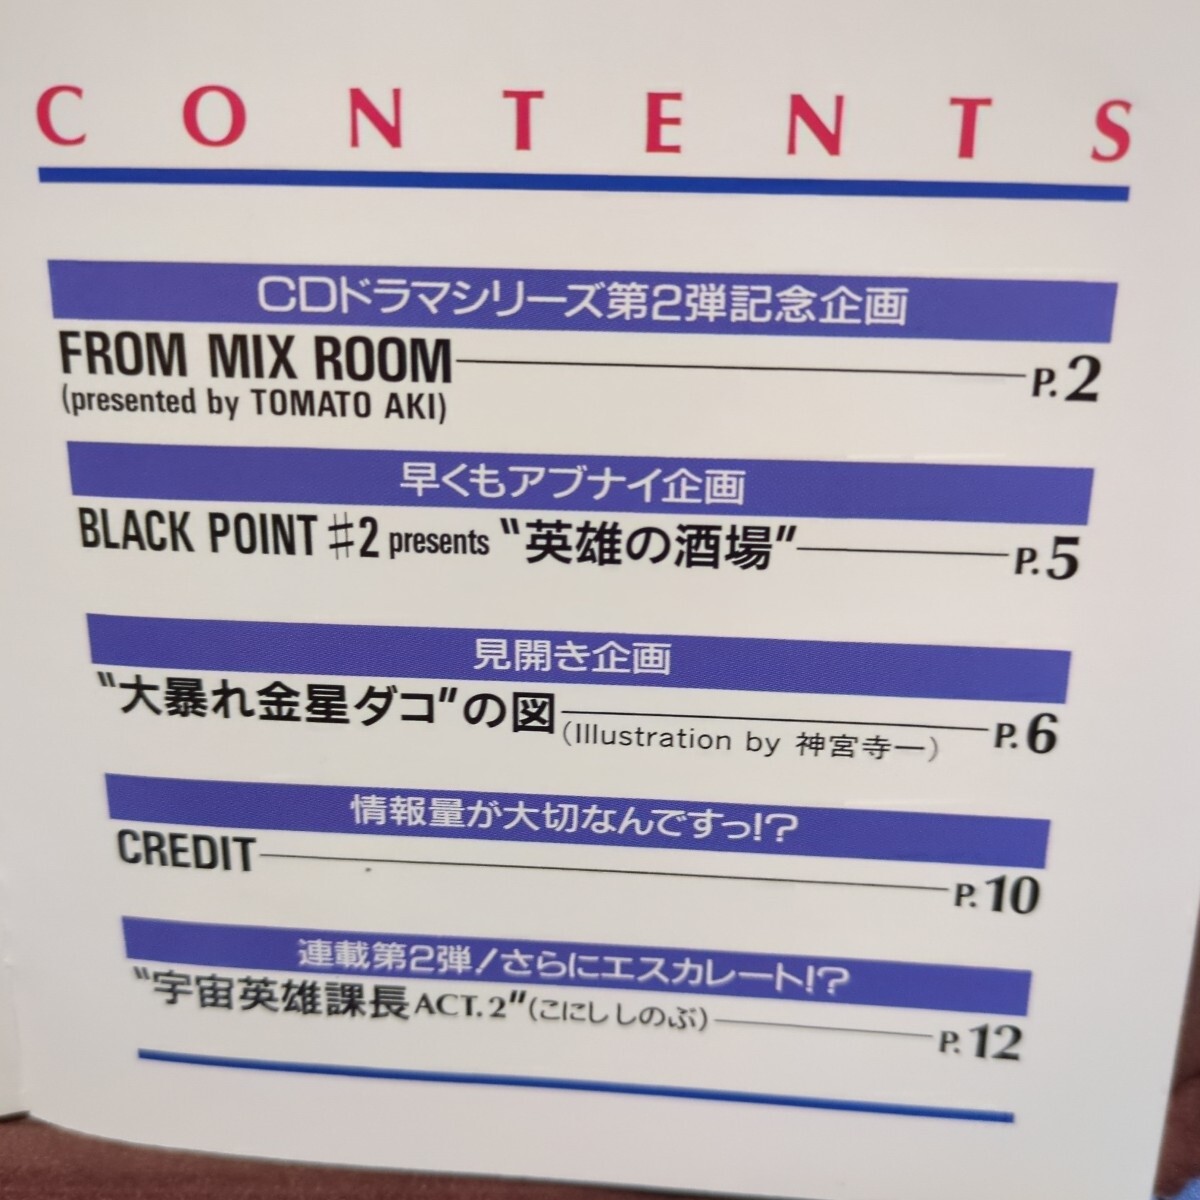 CONTENTS
CDドラマシリーズ第2弾記念企画
FROM MIX ROOM P.2
(presented by TOMATO AKI)
早くもアブナイ企画
BLACK POINT #2 presents “英雄の酒場” P.5
見開き企画
“大暴れ金星ダコ”の図 P.6
(Illustration by 神宮寺一)
情報量が大切なんですっ!?
CREDIT P.10
連載第2弾!さらにエスカレート!?
“宇宙英雄課長 ACT.2”(こにししのぶ) P.12